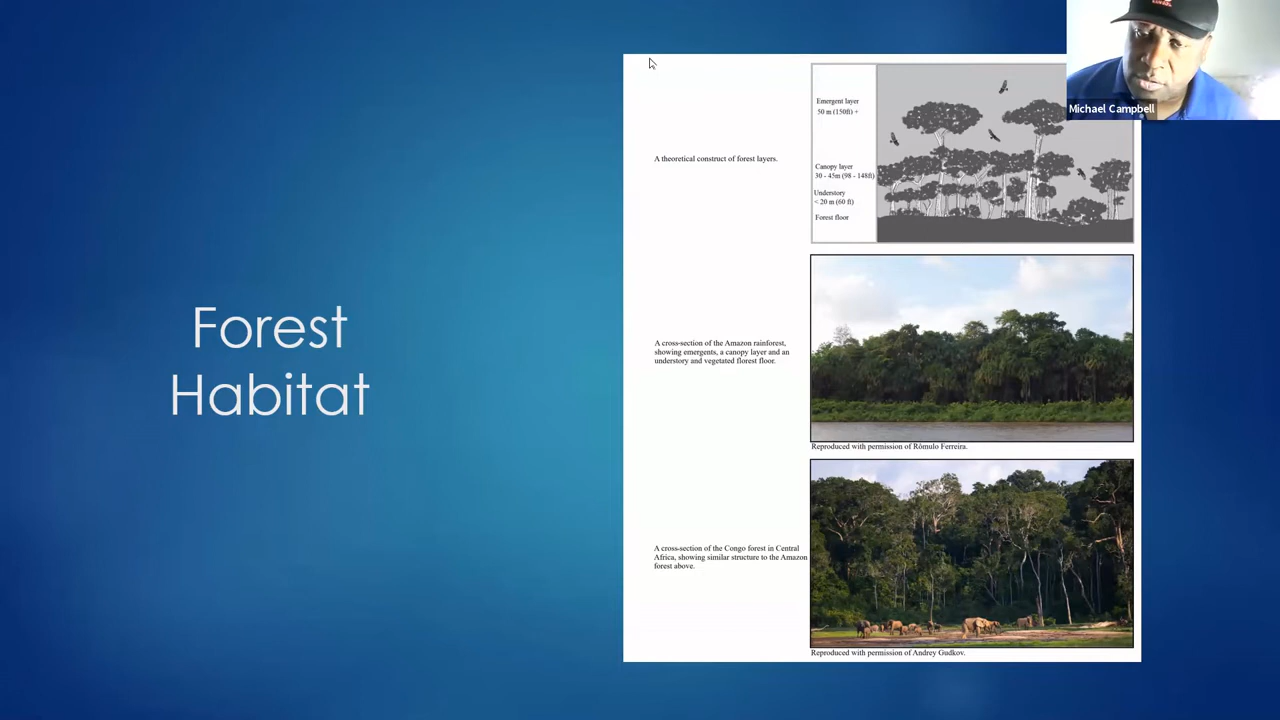 Forest
Habitat
A theoretical construct of forest layers.
Emergent layer
50 m (150ft) +
Canopy layer
30 - 45m (98 - 148ft)
Understory
< 20 m (60 ft)
Forest floor
Michael Campbell
A cross-section of the Amazon rainforest,
showing emergents, a canopy layer and an
understory and vegetated florest floor.
Reproduced with permission of Rômulo Ferreira.
A cross-section of the Congo forest in Central
Africa, showing similar structure to the Amazon
forest above.
Reproduced with permission of Andrey Gudkov.